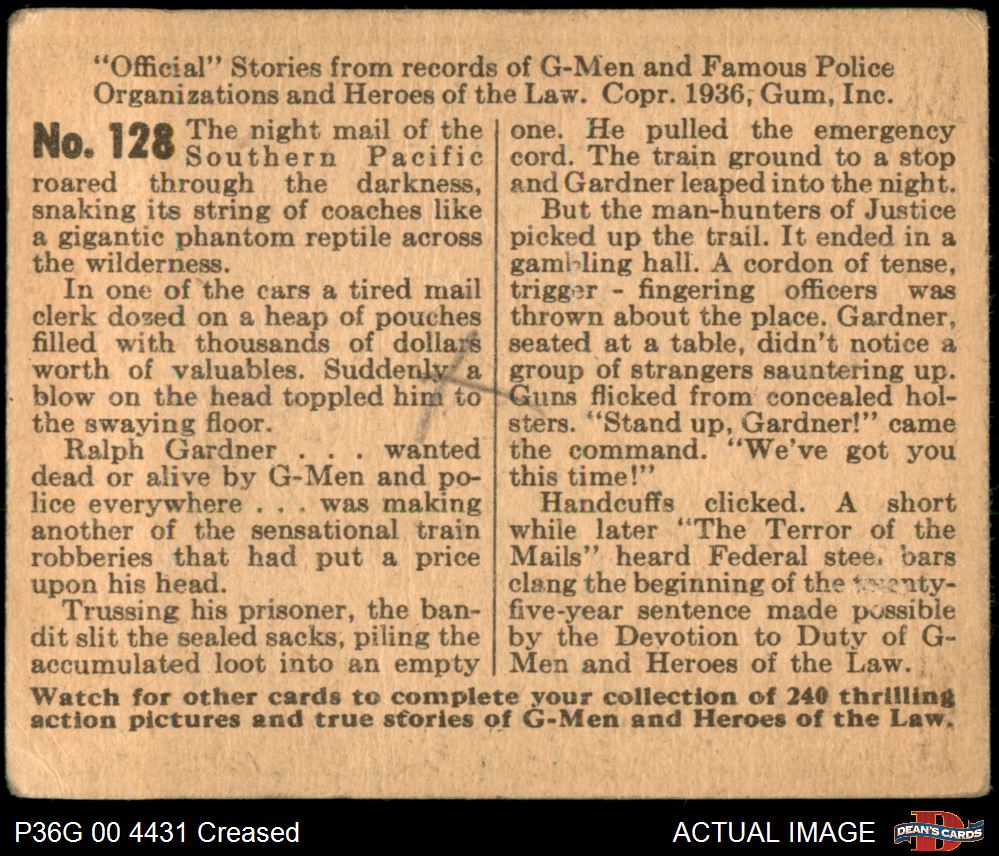 "Official" Stories from records of G-Men and Famous Police
Organizations and Heroes of the Law. Copr. 1936, Gum, Inc.
No. 128 The night mail of the
Southern Pacific
roared through the darkness,
snaking its string of coaches like
a gigantic phantom reptile across
the wilderness.
In one of the cars a tired mail
clerk dozed on a heap of pouches
filled with thousands of dollars
worth of valuables. Suddenly a
blow on the head toppled him to
the swaying floor.
Ralph Gardner . . . wanted
dead or alive by G-Men and po-
lice everywhere . . . was making
another of the sensational train
robberies that had put a price
upon his head.
Trussing his prisoner, the ban-
dit slit the sealed sacks, piling the
accumulated loot into an empty
one. He pulled the emergency
cord. The train ground to a stop
and Gardner leaped into the night.
But the man-hunters of Justice
picked up the trail. It ended in a
gambling hall. A cordon of tense,
trigger - fingering officers was
thrown about the place. Gardner,
seated at a table, didn't notice a
group of strangers sauntering up.
Guns flicked from concealed hol-
sters. "Stand up, Gardner!" came
the command. "We've got you
this time!"
Handcuffs clicked. A short
while later "The Terror of the
Mails" heard Federal steel bars
clang the beginning of the twenty-
five-year sentence made possible
by the Devotion to Duty of G-
Men and Heroes of the Law.
Watch for other cards to complete your collection of 240 thrilling
action pictures and true stories of G-Men and Heroes of the Law.
P36G 00 4431 Creased
ACTUAL IMAGE
DEAN'S CARDS